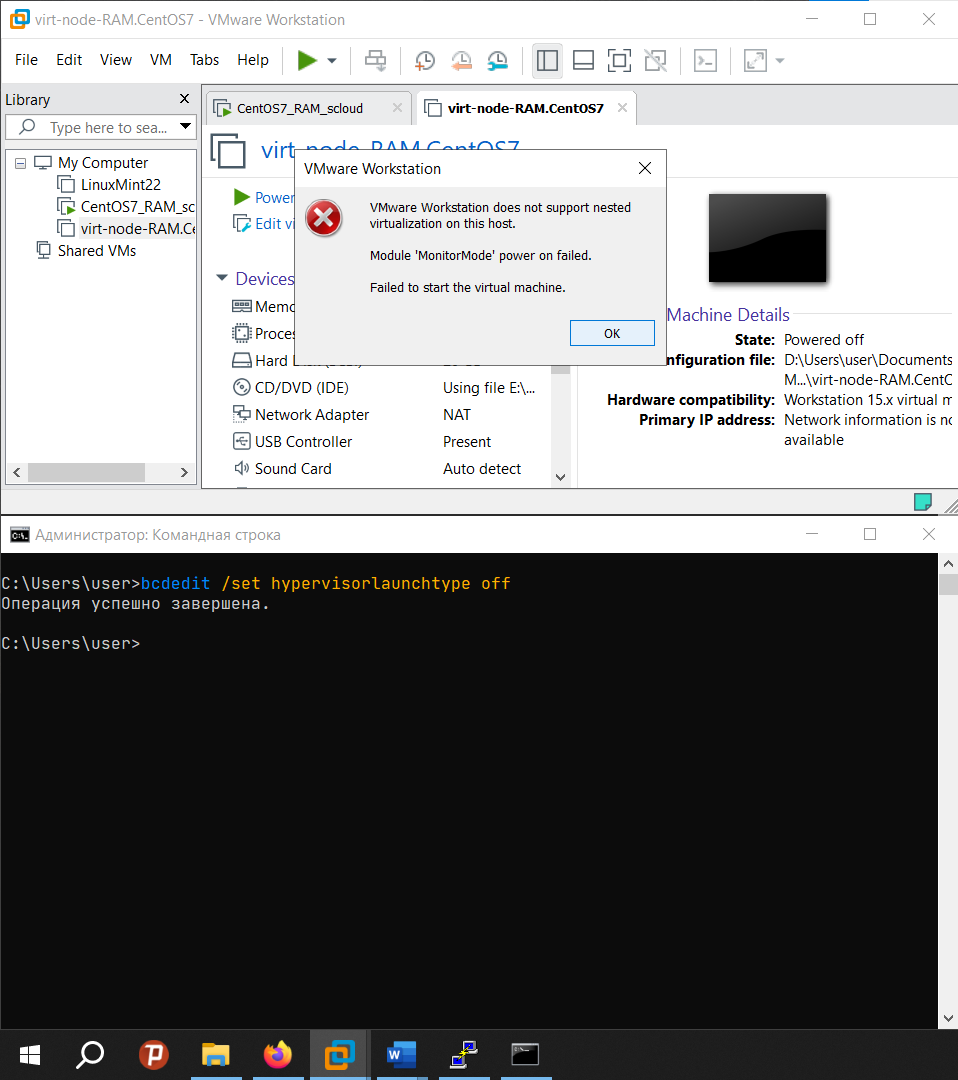 virt-node-RAM.CentOS7 - VMware Workstation
File Edit View VM Tabs Help
Library
Type here to sea...
My Computer
LinuxMint22
CentOS7_RAM_sc
virt-node-RAM.Ce
Shared VMs
CentOS7_RAM_scloud
virt-node-RAM.CentOS7
virt-node-RAM.CentOS7
Power
Edit vi
Devices
Memo
Proces
Hard
CD/DVD (IDE) Using file E:\...
Network Adapter NAT
USB Controller Present
Sound Card Auto detect
VMware Workstation
VMware Workstation does not support nested
virtualization on this host.
Module 'MonitorMode' power on failed.
Failed to start the virtual machine.
OK
Machine Details
State: Powered off
nfiguration file: D:\Users\user\Documents
M...\virt-node-RAM.CentO
Hardware compatibility: Workstation 15.x virtual m
Primary IP address: Network information is no
available
Администратор: Командная строка
C:\Users\user>bcdedit /set hypervisorlaunchtype off
Операция успешно завершена.
C:\Users\user>